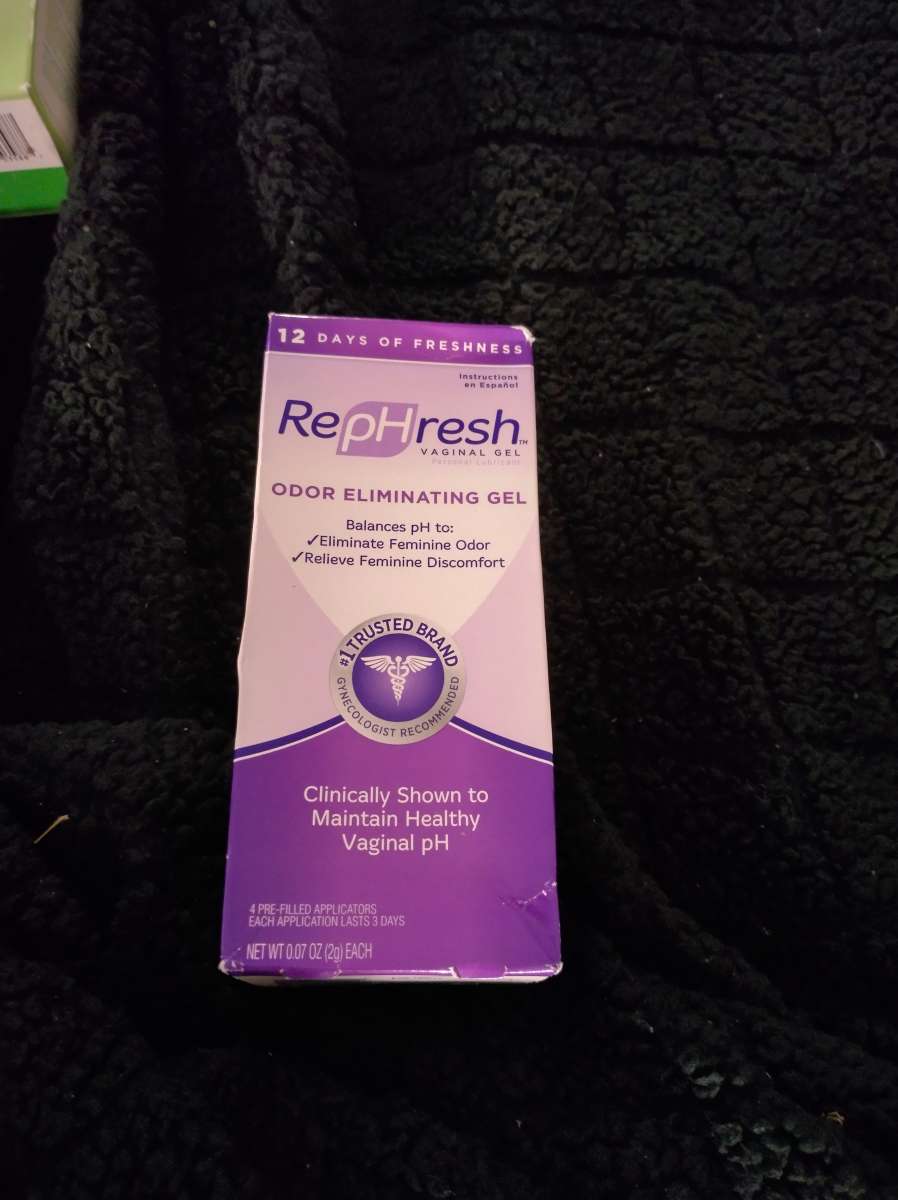 12 DAYS OF FRESHNESS
Instructions
en Español
RepHresh™
VAGINAL GEL
Personal Lubricant
ODOR ELIMINATING GEL
Balances pH to:
✓Eliminate Feminine Odor
✓Relieve Feminine Discomfort
#1 TRUSTED BRAND
GYNECOLOGIST RECOMMENDED
Clinically Shown to
Maintain Healthy
Vaginal pH
4 PRE-FILLED APPLICATORS
EACH APPLICATION LASTS 3 DAYS
NET WT 0.07 OZ (2g) EACH